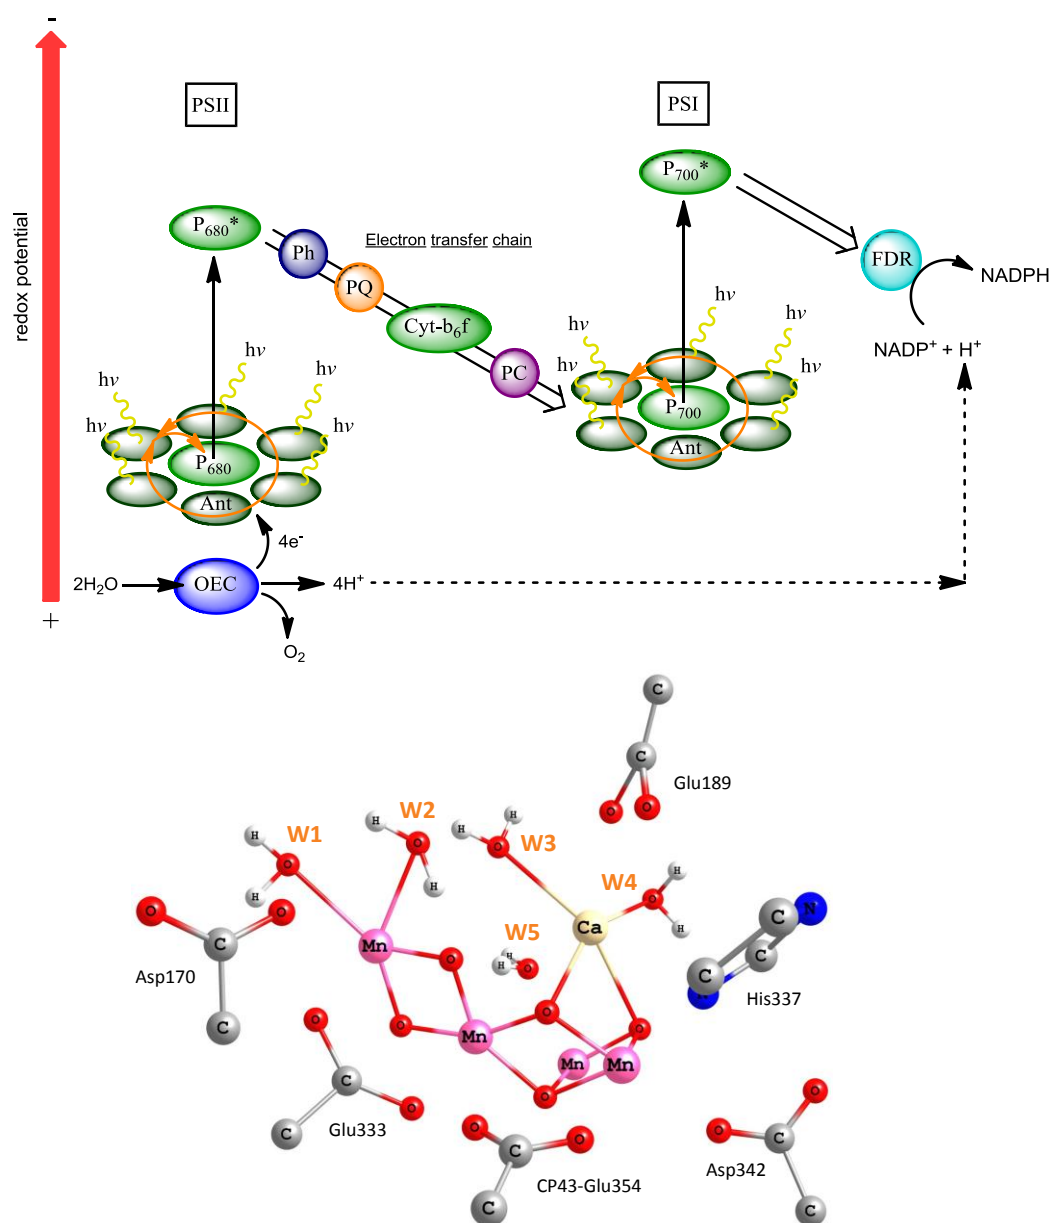 -
PSII
PSI
P700*
P680*
Electron transfer chain
Ph
PQ
Cyt-b6f
PC
FDR
NADPH
NADP+ + H+
redox potential
hν
hν
hν
hν
hν
hν
hν
hν
hν
hν
P700
Ant
P680
Ant
4e-
2H2O
OEC
4H+
O2
+
C
C
Glu189
O
O
W1
W2
W3
W4
W5
H
H
O
H
O
H
H
H
O
H
O
H
H
H
O
Ca
Mn
O
O
O
C
Asp170
C
N
C
C
C
N
His337
O
O
O
Mn
O
Mn
Mn
O
O
C
O
C
Glu333
O
O
C
C
CP43-Glu354
O
O
C
C
Asp342